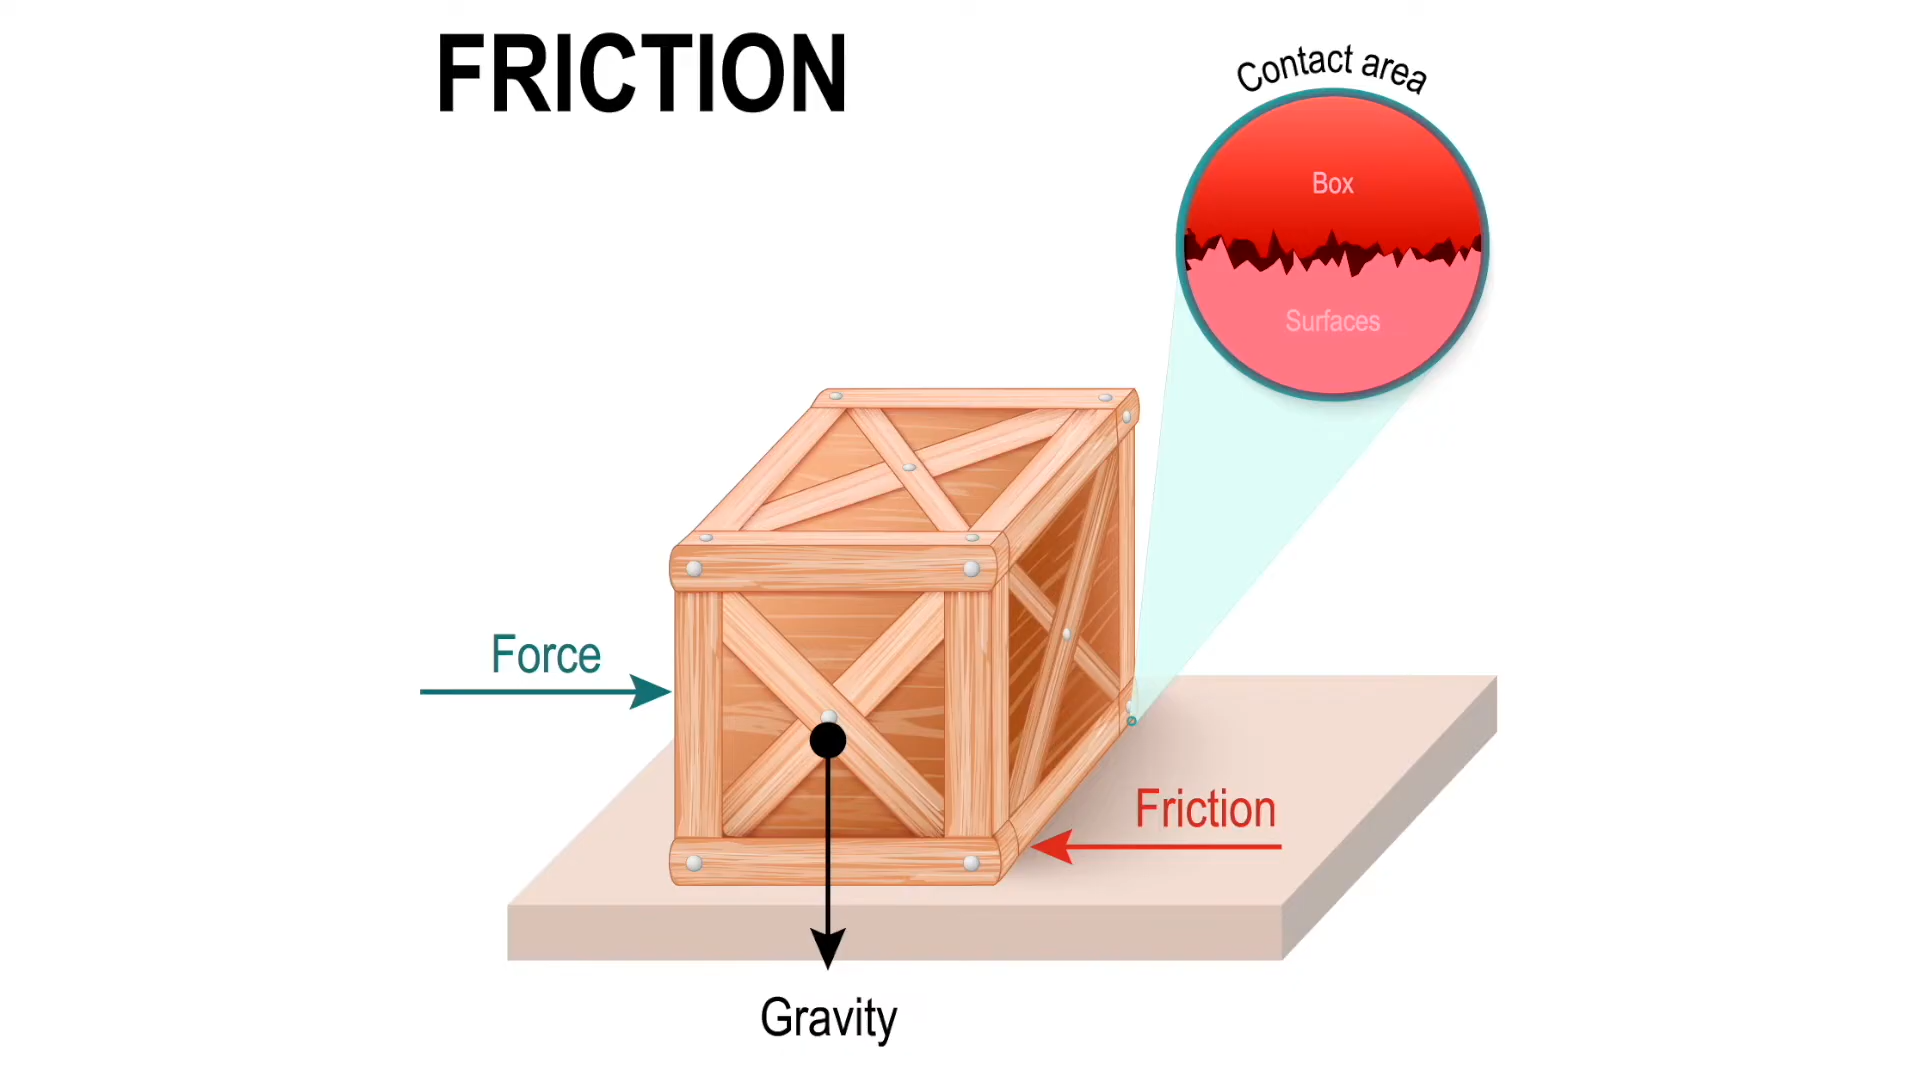 FRICTION
Contact area
Box
Surfaces
Force
Friction
Gravity